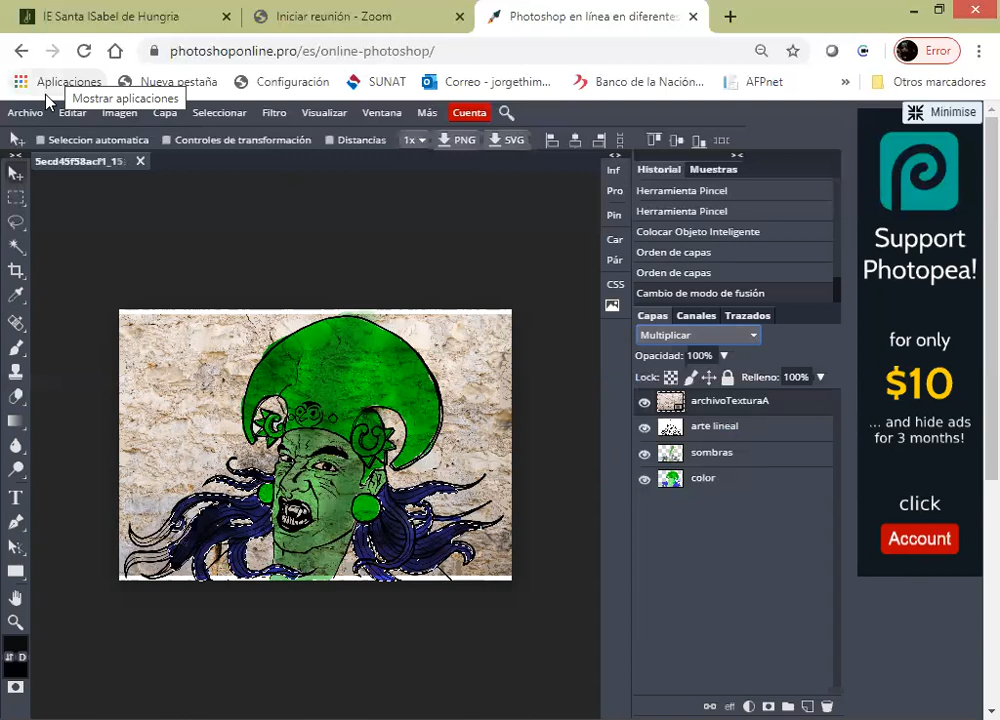 IE Santa ISabel de Hungria
Iniciar reunión - Zoom
Photoshop en línea en diferente
photoshoponline.pro/es/online-photoshop/
Error
Aplicaciones
Nueva pestaña
Configuración
SUNAT
Correo - jorgethim...
Banco de la Nación...
AFPnet
»
Otros marcadores
Mostrar aplicaciones
Archivo
Editar
Imagen
Capa
Seleccionar
Filtro
Visualizar
Ventana
Más
Cuenta
Minimise
Seleccion automatica
Controles de transformación
Distancias
1x
PNG
SVG
5ecd45f58acf1_15
Inf
Pro
Pin
Car
Pár
CSS
Historial
Muestras
Herramienta Pincel
Herramienta Pincel
Colocar Objeto Inteligente
Orden de capas
Orden de capas
Cambio de modo de fusión
Capas
Canales
Trazados
Multiplicar
Opacidad: 100%
Lock:
Relleno: 100%
archivoTexturaA
arte lineal
sombras
color
eff
D
Support
Photopea!
for only
$10
... and hide ads
for 3 months!
click
Account